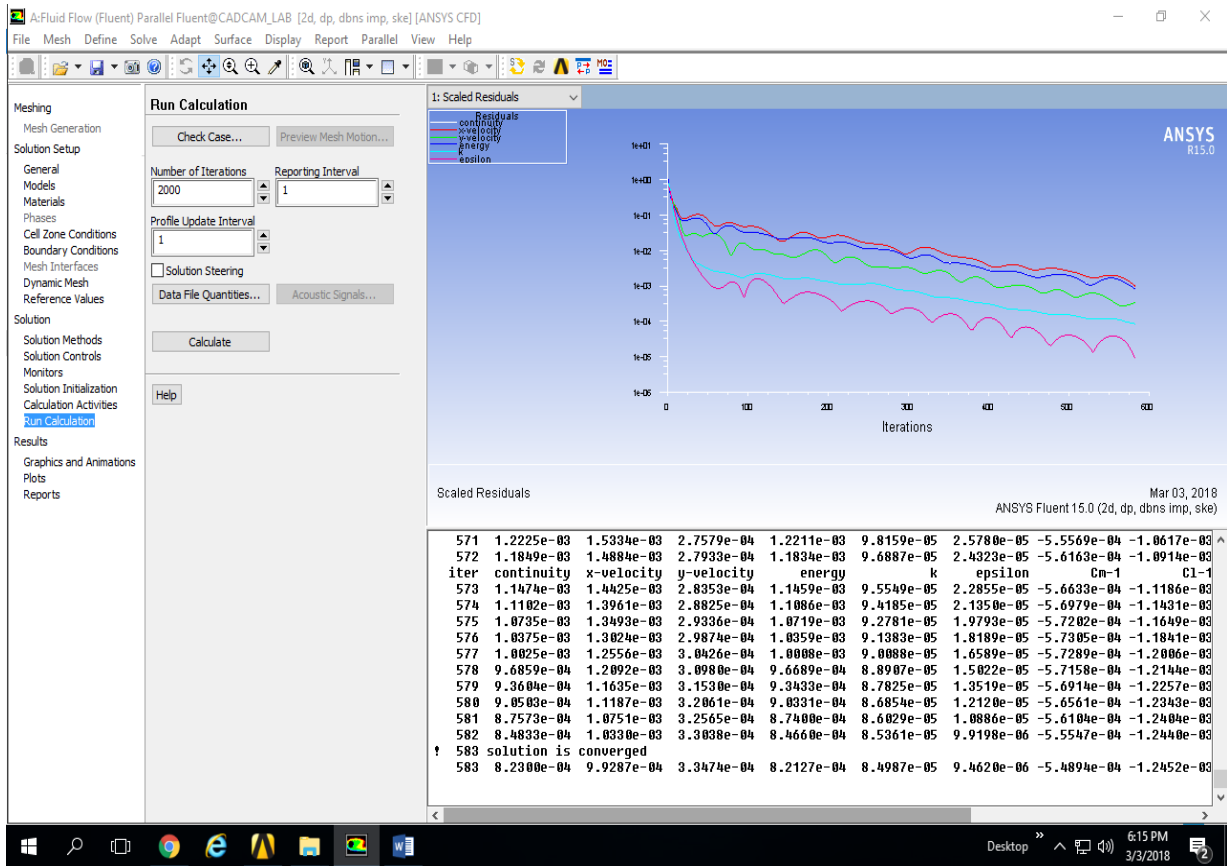 A:Fluid Flow (Fluent) Parallel Fluent@CADCAM_LAB [2d, dp, dbns imp, ske] [ANSYS CFD]
File Mesh Define Solve Adapt Surface Display Report Parallel View Help
Meshing
Mesh Generation
Solution Setup
General
Models
Materials
Phases
Cell Zone Conditions
Boundary Conditions
Mesh Interfaces
Dynamic Mesh
Reference Values
Solution
Solution Methods
Solution Controls
Monitors
Solution Initialization
Calculation Activities
Run Calculation
Results
Graphics and Animations
Plots
Reports
Run Calculation
Check Case... Preview Mesh Motion...
Number of Iterations Reporting Interval
2000 1
Profile Update Interval
1
Solution Steering
Data File Quantities... Acoustic Signals...
Calculate
Help
1: Scaled Residuals
Residuals
continuity
x-velocity
y-velocity
energy
k
epsilon
ANSYS
R15.0
1e+01
1e+00
1e-01
1e-02
1e-03
1e-04
1e-05
1e-06
0 100 200 300 400 500 600
Iterations
Scaled Residuals Mar 03, 2018
ANSYS Fluent 15.0 (2d, dp, dbns imp, ske)
571 1.2225e-03 1.5334e-03 2.7579e-04 1.2211e-03 9.8159e-05 2.5780e-05 -5.5569e-04 -1.0617e-03
572 1.1849e-03 1.4884e-03 2.7933e-04 1.1834e-03 9.6887e-05 2.4323e-05 -5.6163e-04 -1.0914e-03
iter continuity x-velocity y-velocity energy k epsilon Cm-1 Cl-1
573 1.1474e-03 1.4425e-03 2.8353e-04 1.1459e-03 9.5549e-05 2.2855e-05 -5.6633e-04 -1.1186e-03
574 1.1102e-03 1.3961e-03 2.8825e-04 1.1086e-03 9.4185e-05 2.1350e-05 -5.6979e-04 -1.1431e-03
575 1.0735e-03 1.3493e-03 2.9336e-04 1.0719e-03 9.2781e-05 1.9793e-05 -5.7202e-04 -1.1649e-03
576 1.0375e-03 1.3024e-03 2.9874e-04 1.0359e-03 9.1383e-05 1.8189e-05 -5.7305e-04 -1.1841e-03
577 1.0025e-03 1.2556e-03 3.0426e-04 1.0008e-03 9.0088e-05 1.6589e-05 -5.7289e-04 -1.2006e-03
578 9.6859e-04 1.2092e-03 3.0980e-04 9.6689e-04 8.8907e-05 1.5022e-05 -5.7158e-04 -1.2144e-03
579 9.3604e-04 1.1635e-03 3.1530e-04 9.3433e-04 8.7825e-05 1.3519e-05 -5.6914e-04 -1.2257e-03
580 9.0503e-04 1.1187e-03 3.2061e-04 9.0331e-04 8.6854e-05 1.2120e-05 -5.6561e-04 -1.2343e-03
581 8.7573e-04 1.0751e-03 3.2565e-04 8.7400e-04 8.6029e-05 1.0886e-05 -5.6104e-04 -1.2404e-03
582 8.4833e-04 1.0330e-03 3.3038e-04 8.4660e-04 8.5361e-05 9.9198e-06 -5.5547e-04 -1.2440e-03
! 583 solution is converged
583 8.2300e-04 9.9287e-04 3.3474e-04 8.2127e-04 8.4987e-05 9.4620e-06 -5.4894e-04 -1.2452e-03
Desktop 6:15 PM
3/3/2018
2